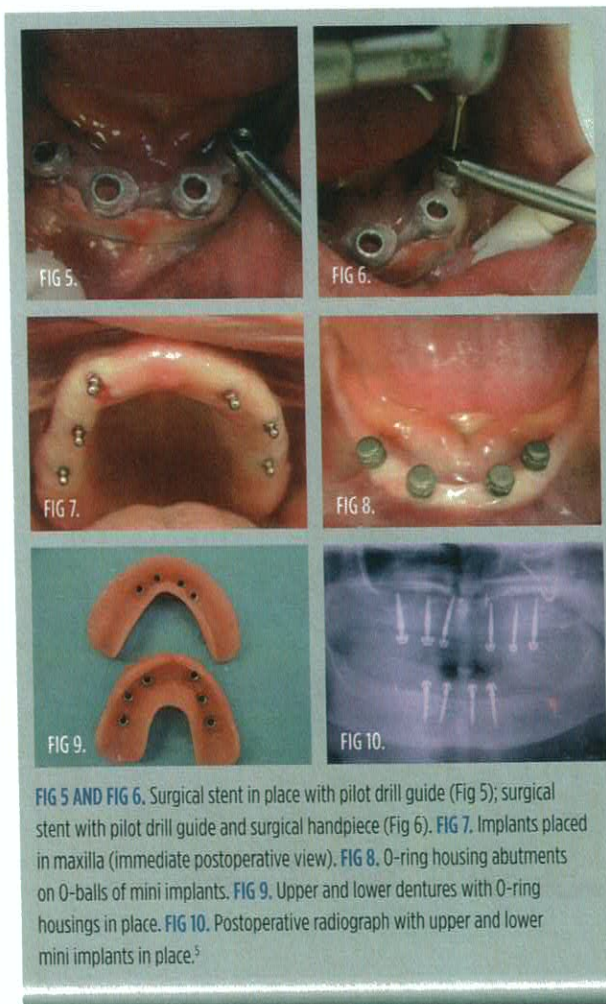 FIG 5.
FIG 6.
FIG 7.
FIG 8.
FIG 9.
FIG 10.
FIG 5 AND FIG 6. Surgical stent in place with pilot drill guide (Fig 5); surgical
stent with pilot drill guide and surgical handpiece (Fig 6). FIG 7. Implants placed
in maxilla (immediate postoperative view). FIG 8. O-ring housing abutments
on O-balls of mini implants. FIG 9. Upper and lower dentures with O-ring
housings in place. FIG 10. Postoperative radiograph with upper and lower
mini implants in place.⁵